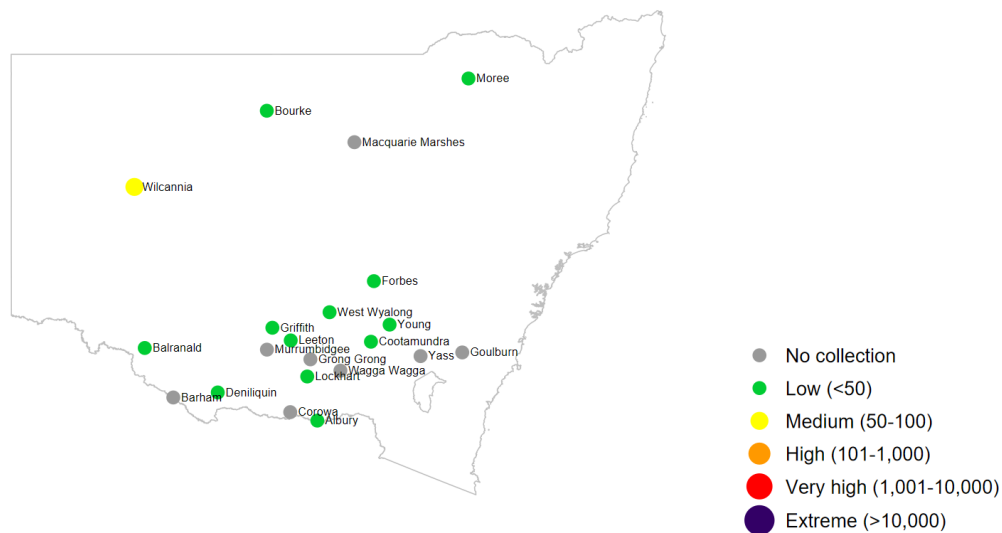 Moree
Bourke
Macquarie Marshes
Wilcannia
Forbes
West Wyalong
Young
Griffith
Leeton
Cootamundra
Balranald
Murrumbidgee
Goulburn
Yass
Grong Grong
Wagga Wagga
Lockhart
Deniliquin
Barham
Corowa
Albury
No collection
Low (<50)
Medium (50-100)
High (101-1,000)
Very high (1,001-10,000)
Extreme (>10,000)